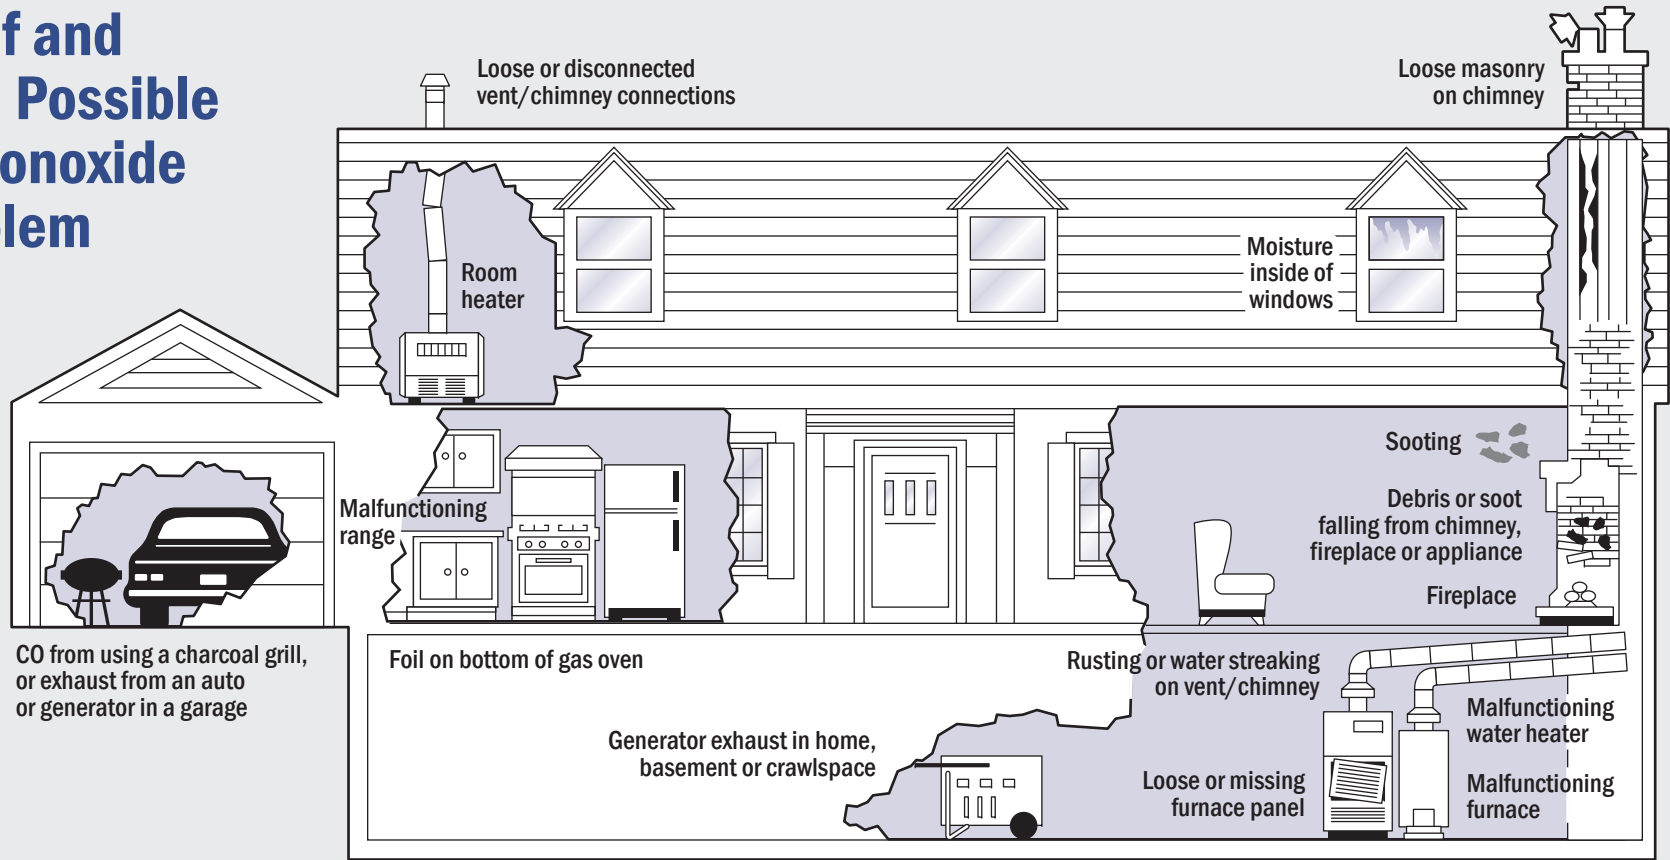 f and
Possible
onoxide
lem
Loose or disconnected
vent/chimney connections
Loose masonry
on chimney
Room
heater
Moisture
inside of
windows
Sooting
Malfunctioning
range
Debris or soot
falling from chimney,
fireplace or appliance
Fireplace
CO from using a charcoal grill,
or exhaust from an auto
or generator in a garage
Foil on bottom of gas oven
Rusting or water streaking
on vent/chimney
Generator exhaust in home,
basement or crawlspace
Malfunctioning
water heater
Loose or missing
furnace panel
Malfunctioning
furnace